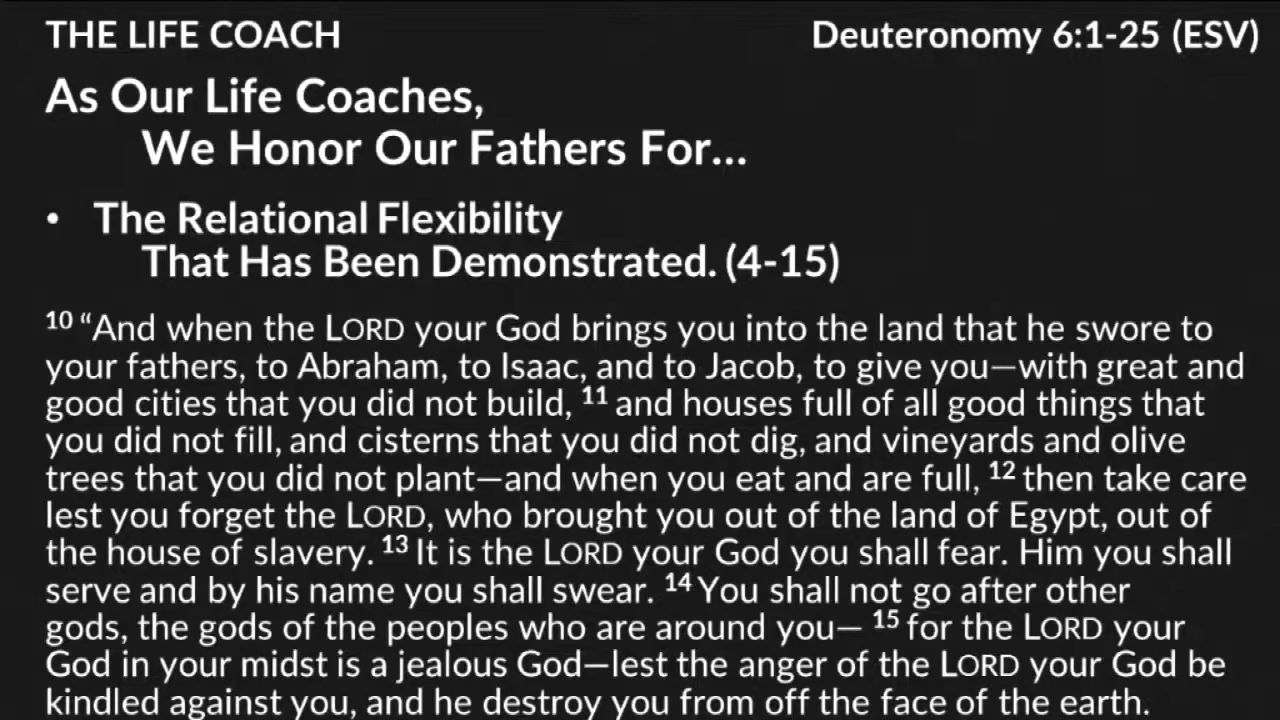 THE LIFE COACH Deuteronomy 6:1-25 (ESV)
As Our Life Coaches,
We Honor Our Fathers For...
• The Relational Flexibility
That Has Been Demonstrated. (4-15)
10 “And when the LORD your God brings you into the land that he swore to
your fathers, to Abraham, to Isaac, and to Jacob, to give you—with great and
good cities that you did not build, 11 and houses full of all good things that
you did not fill, and cisterns that you did not dig, and vineyards and olive
trees that you did not plant—and when you eat and are full, 12 then take care
lest you forget the LORD, who brought you out of the land of Egypt, out of
the house of slavery. 13 It is the LORD your God you shall fear. Him you shall
serve and by his name you shall swear. 14 You shall not go after other
gods, the gods of the peoples who are around you— 15 for the LORD your
God in your midst is a jealous God—lest the anger of the LORD your God be
kindled against you, and he destroy you from off the face of the earth.